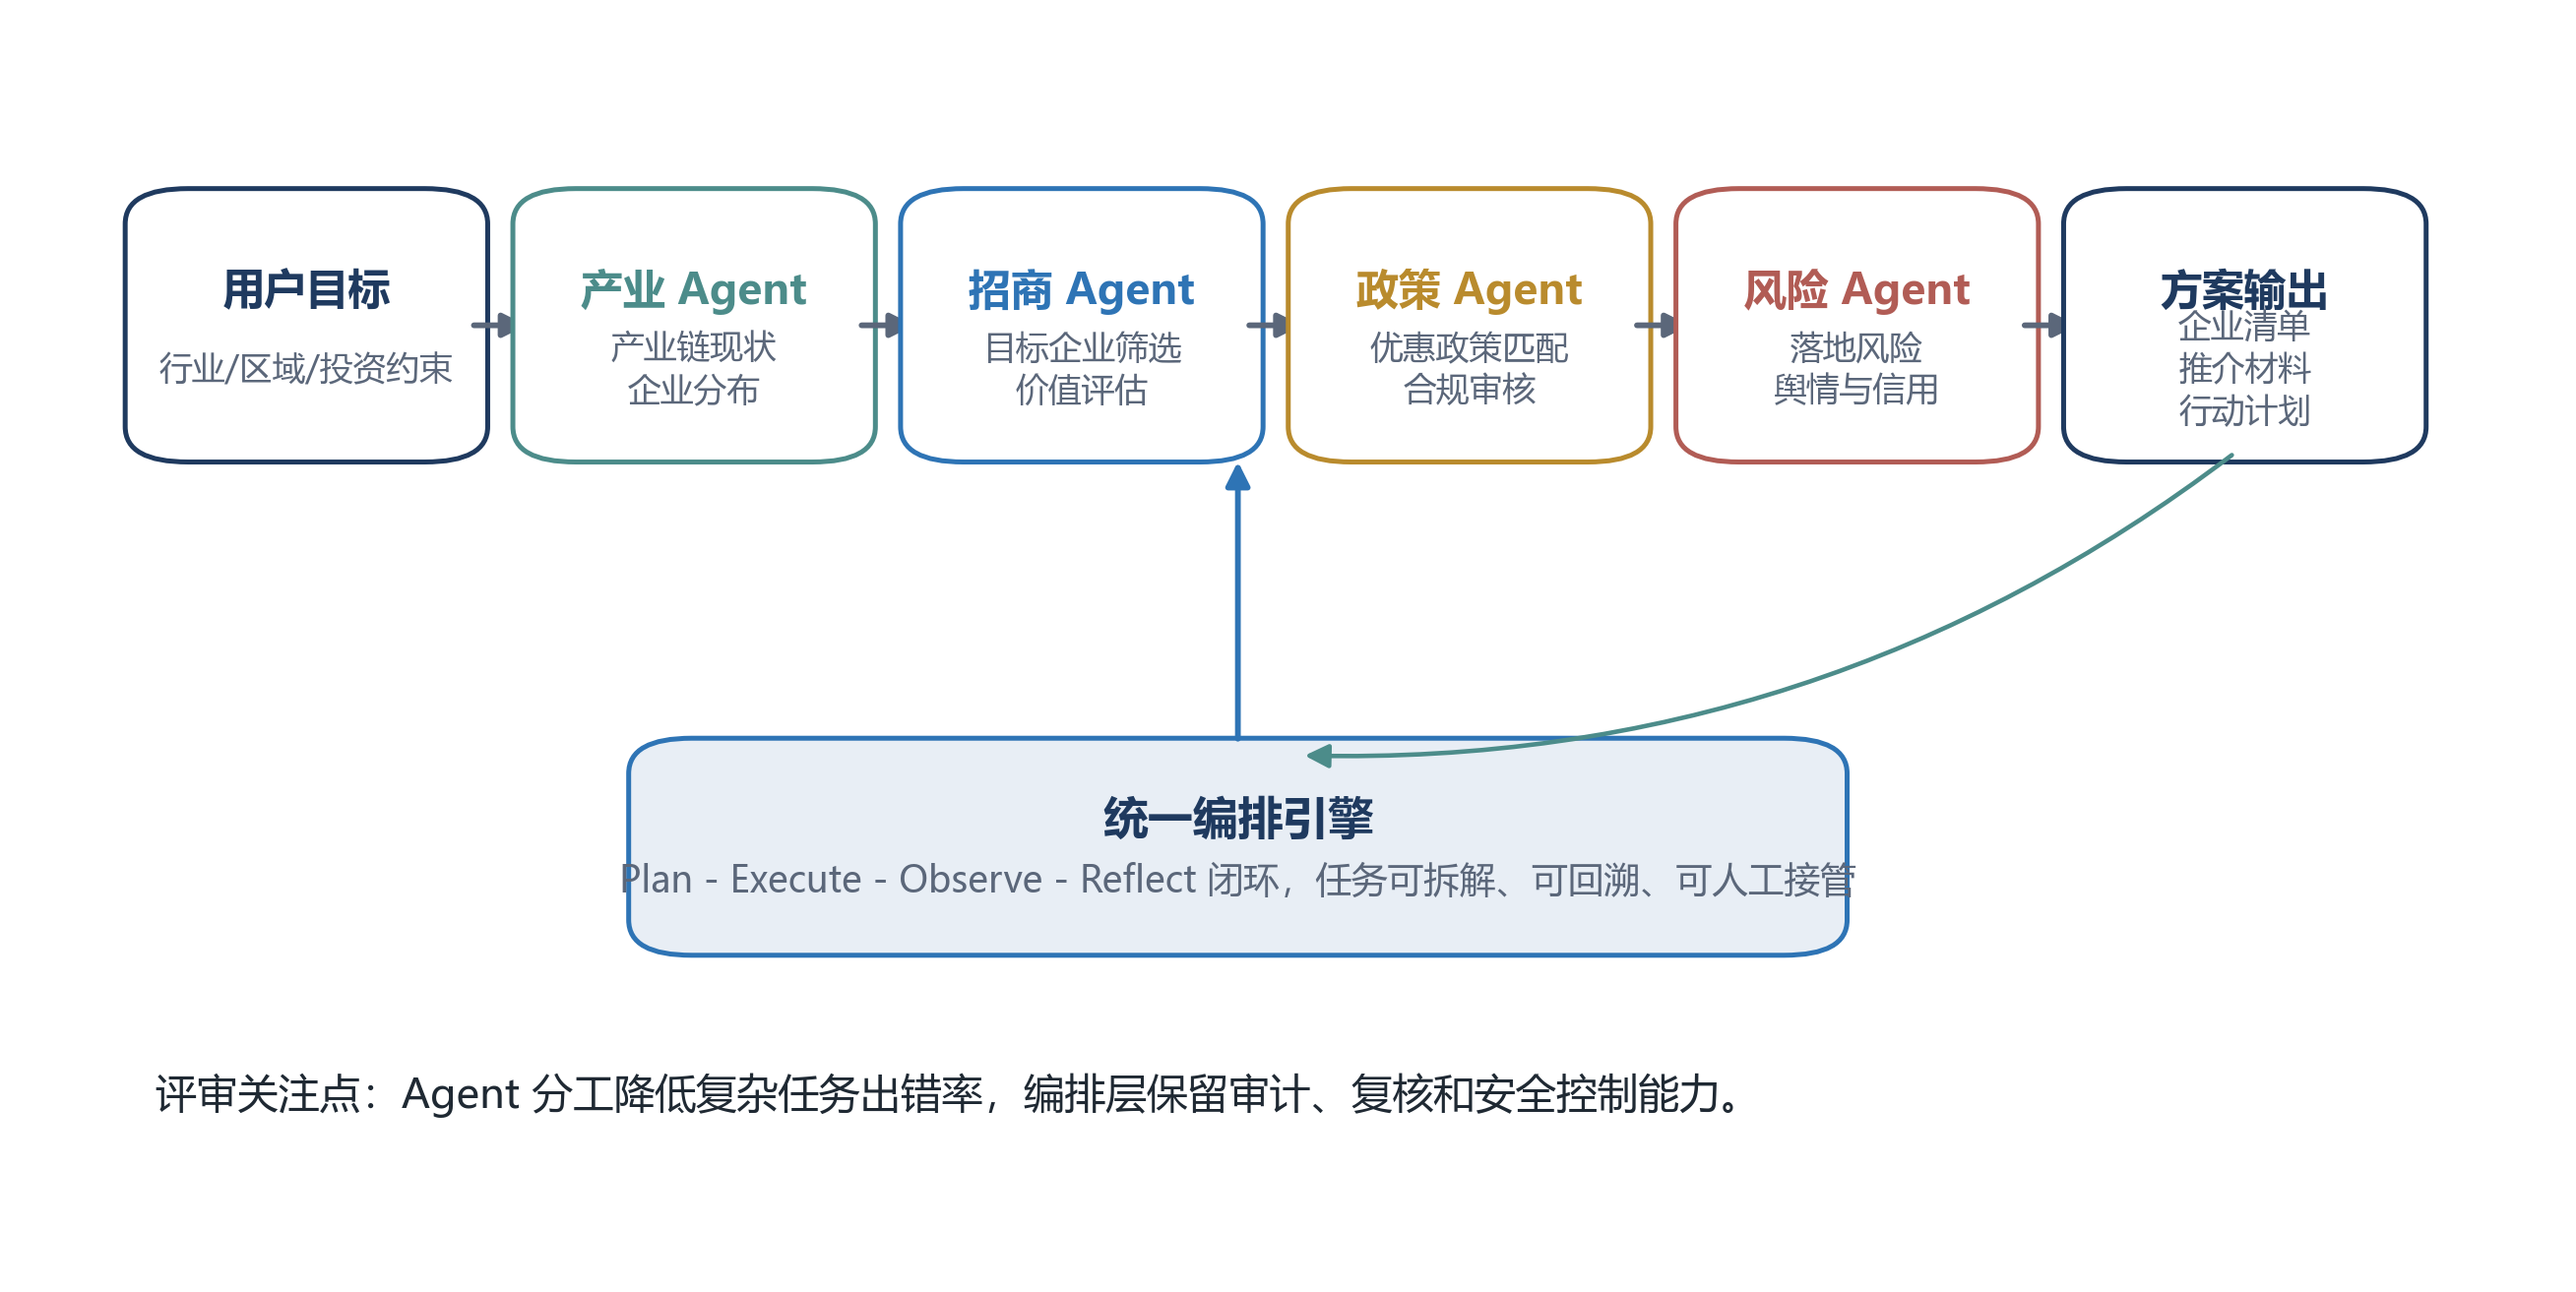 用户目标
行业/区域/投资约束
产业 Agent
产业链现状
企业分布
招商 Agent
目标企业筛选
价值评估
政策 Agent
优惠政策匹配
合规审核
风险 Agent
落地风险
舆情与信用
方案输出
企业清单
推介材料
行动计划
统一编排引擎
Plan - Execute - Observe - Reflect 闭环，任务可拆解、可回溯、可人工接管
评审关注点：Agent 分工降低复杂任务出错率，编排层保留审计、复核和安全控制能力。